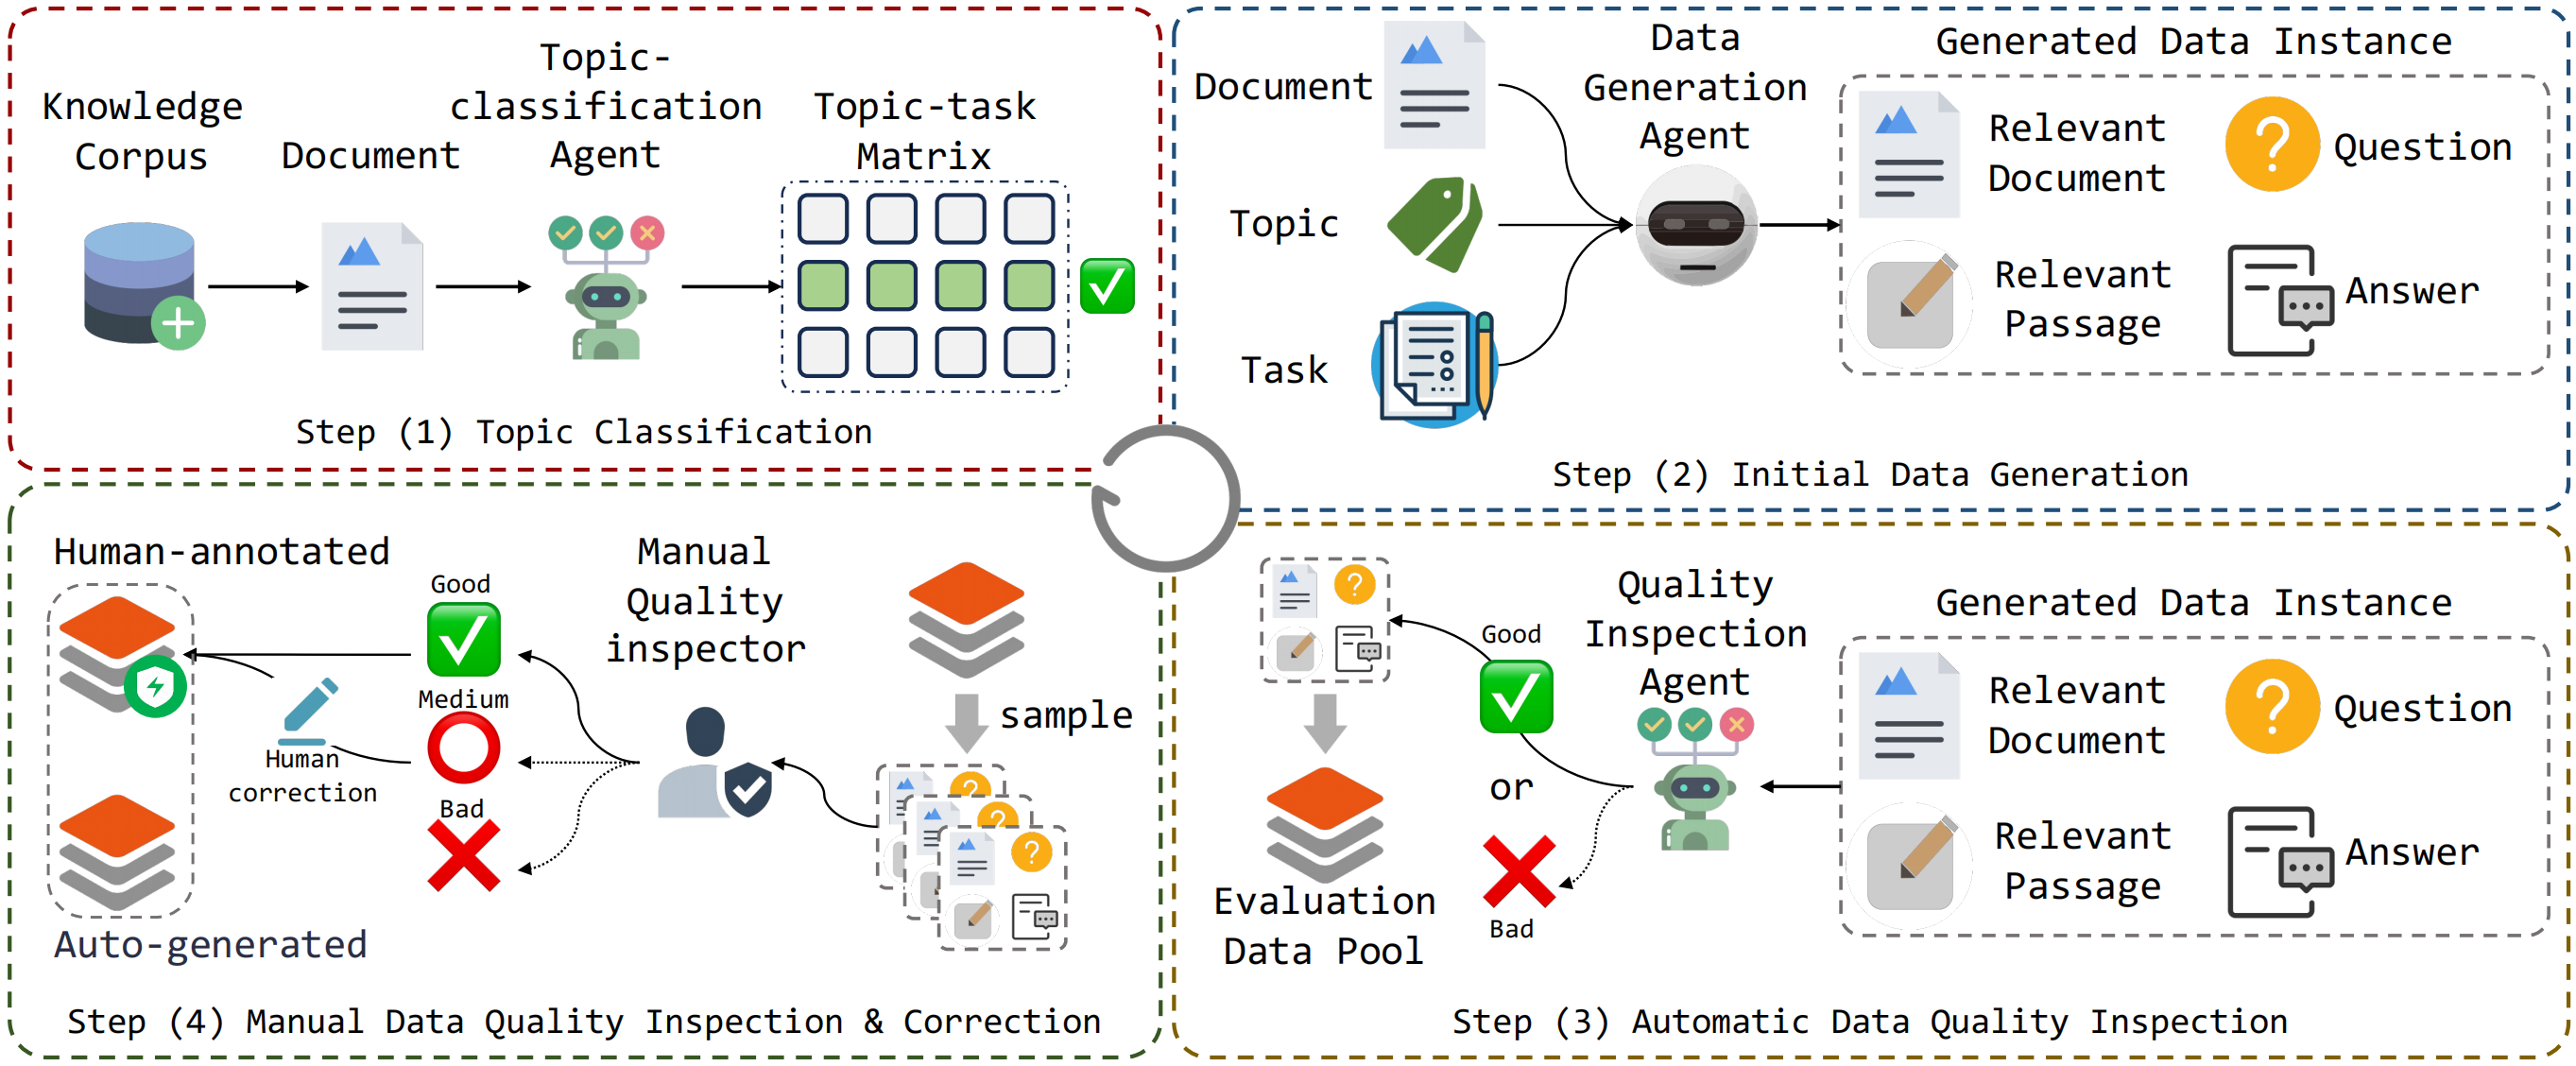 Knowledge
Corpus
Document
Topic-
classification
Agent
Topic-task
Matrix
Step (1) Topic Classification
Document
Topic
Task
Data
Generation
Agent
Generated Data Instance
Relevant
Document
Question
Relevant
Passage
Answer
Step (2) Initial Data Generation
Human-annotated
Auto-generated
Good
Medium
Bad
Human
correction
Manual
Quality
inspector
sample
Step (4) Manual Data Quality Inspection & Correction
Evaluation
Data Pool
Good
or
Bad
Quality
Inspection
Agent
Generated Data Instance
Relevant
Document
Question
Relevant
Passage
Answer
Step (3) Automatic Data Quality Inspection